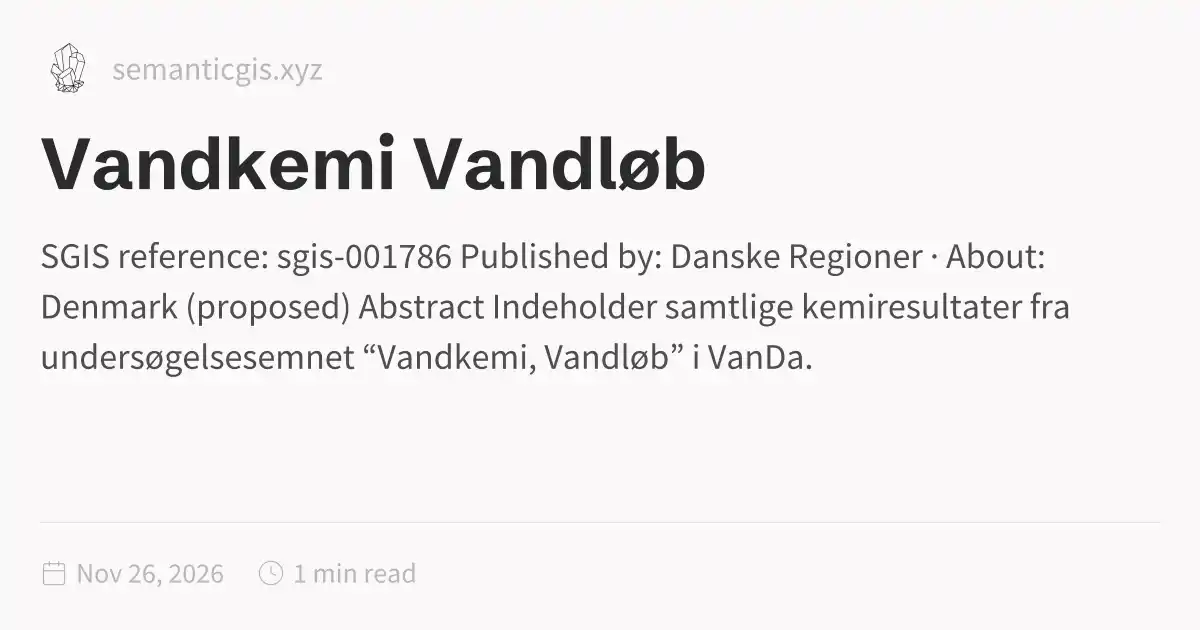 semanticgis.xyz
Vandkemi Vandløb
SGIS reference: sgis-001786 Published by: Danske Regioner · About:
Denmark (proposed) Abstract Indeholder samtlige kemiresultater fra
undersøgelsesemnet “Vandkemi, Vandløb” i VanDa.
Nov 26, 2026 1 min read